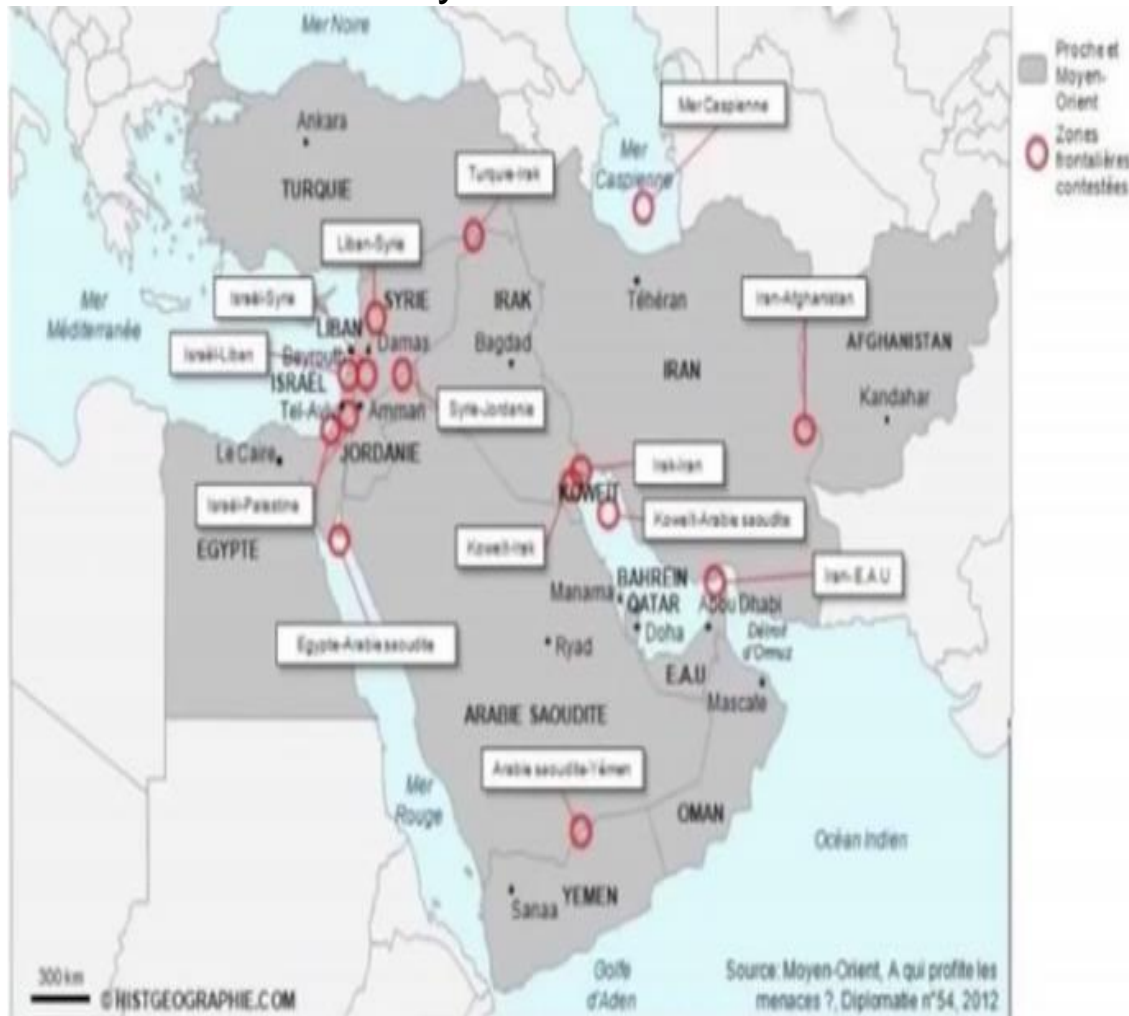 Mer Noire
Proche et
Moyen-
Orient
Zones
frontalières
contestées
Mer Caspienne
Ankara
TURQUIE
Turquie-Irak
Mer
Caspienne
Liban-Syrie
Israël-Syrie
SYRIE
IRAK
Téhéran
Iran-Afghanistan
Mer
Méditerranée
LIBAN
Israël-Liban
Beyrouth
Damas
Bagdad
AFGHANISTAN
IRAN
ISRAËL
Kandahar
Tel-Aviv
Amman
Syrie-Jordanie
Le Caire
JORDANIE
Irak-Iran
Israël-Palestine
KOWEIT
Koweït-Arabie saoudite
EGYPTE
Koweït-Irak
Iran-E.A.U
BAHREIN
Manama
QATAR
Abou Dhabi
Doha
Détroit
d'Ormuz
Egypte-Arabie saoudite
Ryad
E.A.U
Mascate
ARABIE SAOUDITE
Arabie saoudite-Yémen
Mer
Rouge
OMAN
Océan Indien
YEMEN
Sanaa
300 km
©HISTGEOGRAPHIE.COM
Golfe
d'Aden
Source: Moyen-Orient, A qui profite les
menaces ?, Diplomatie n°54, 2012